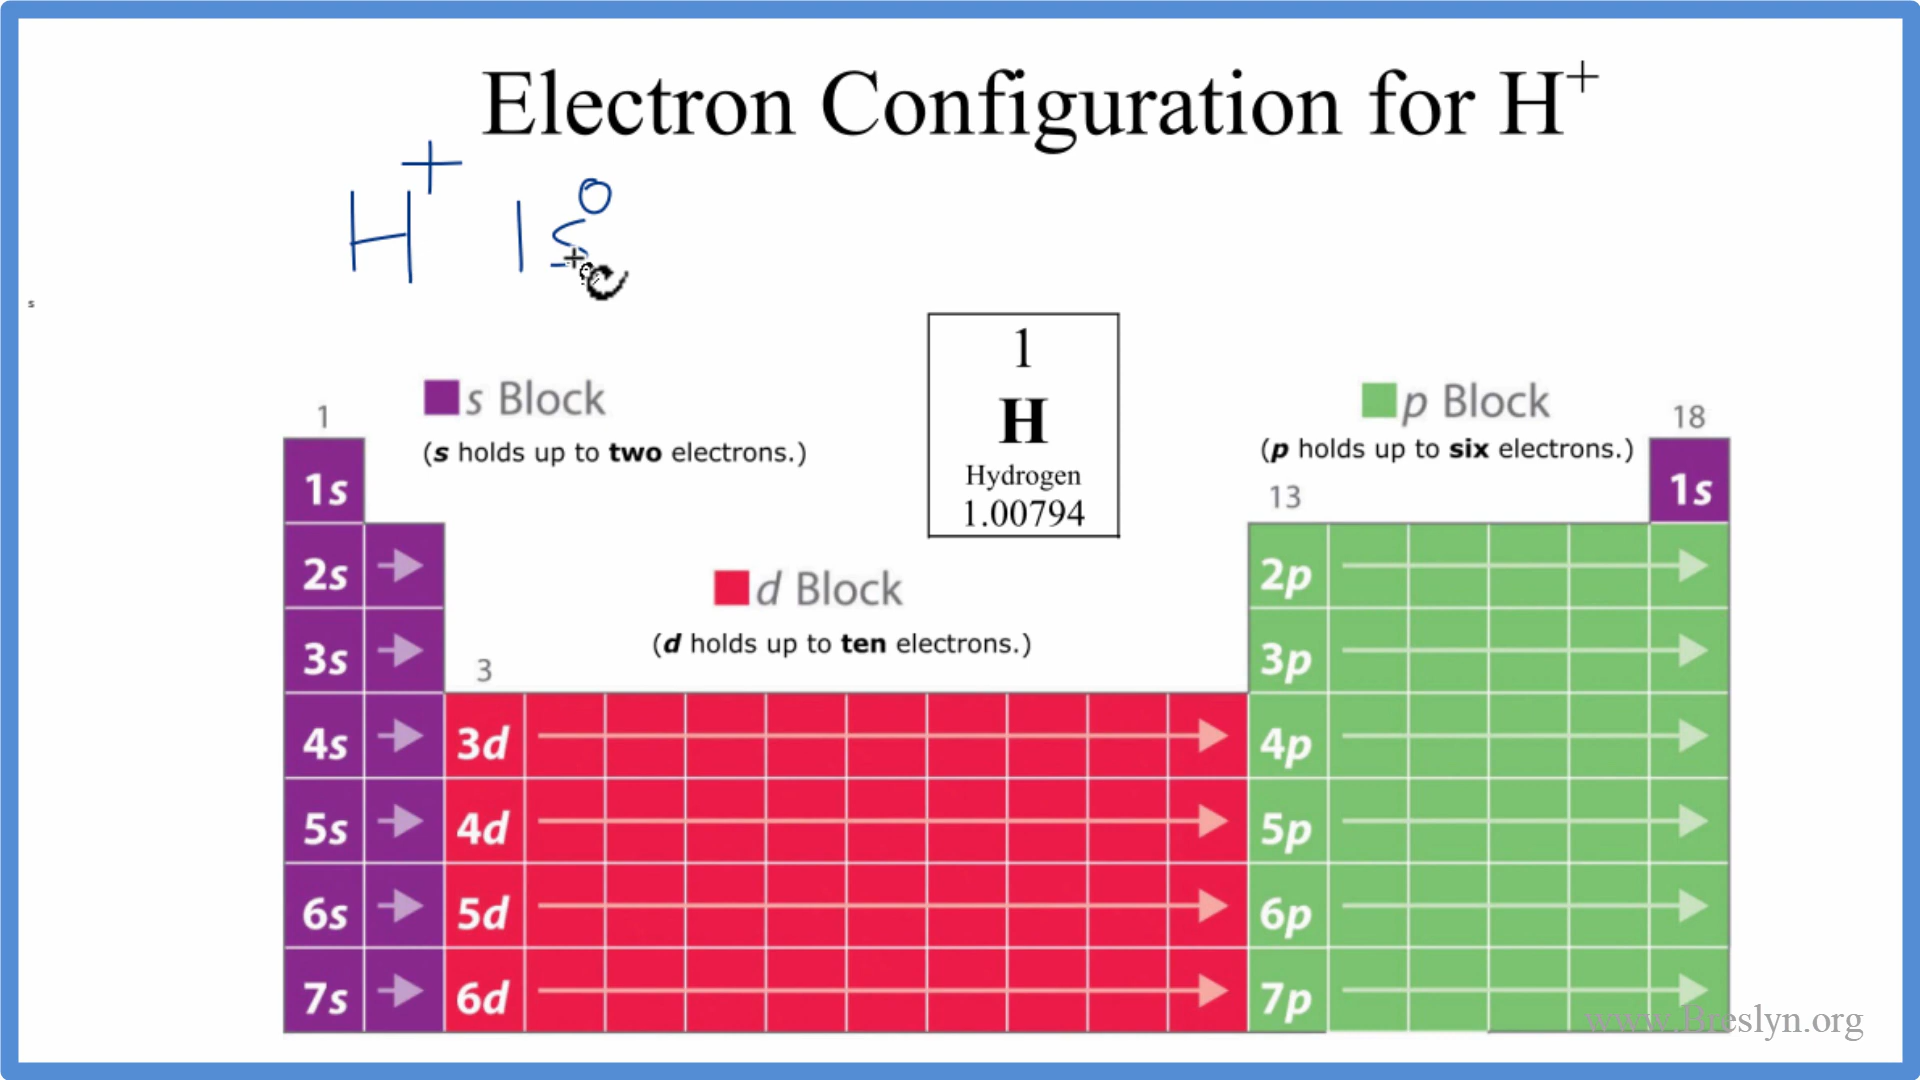 Electron Configuration for H⁺
H⁺ 1s⁰
s
1
H
Hydrogen
1.00794
s Block
(s holds up to two electrons.)
p Block
(p holds up to six electrons.)
d Block
(d holds up to ten electrons.)
1 18
1s 1s
13
2s 2p
3s 3p
3
4s 3d 4p
5s 4d 5p
6s 5d 6p
7s 6d 7p
www.Breslyn.org